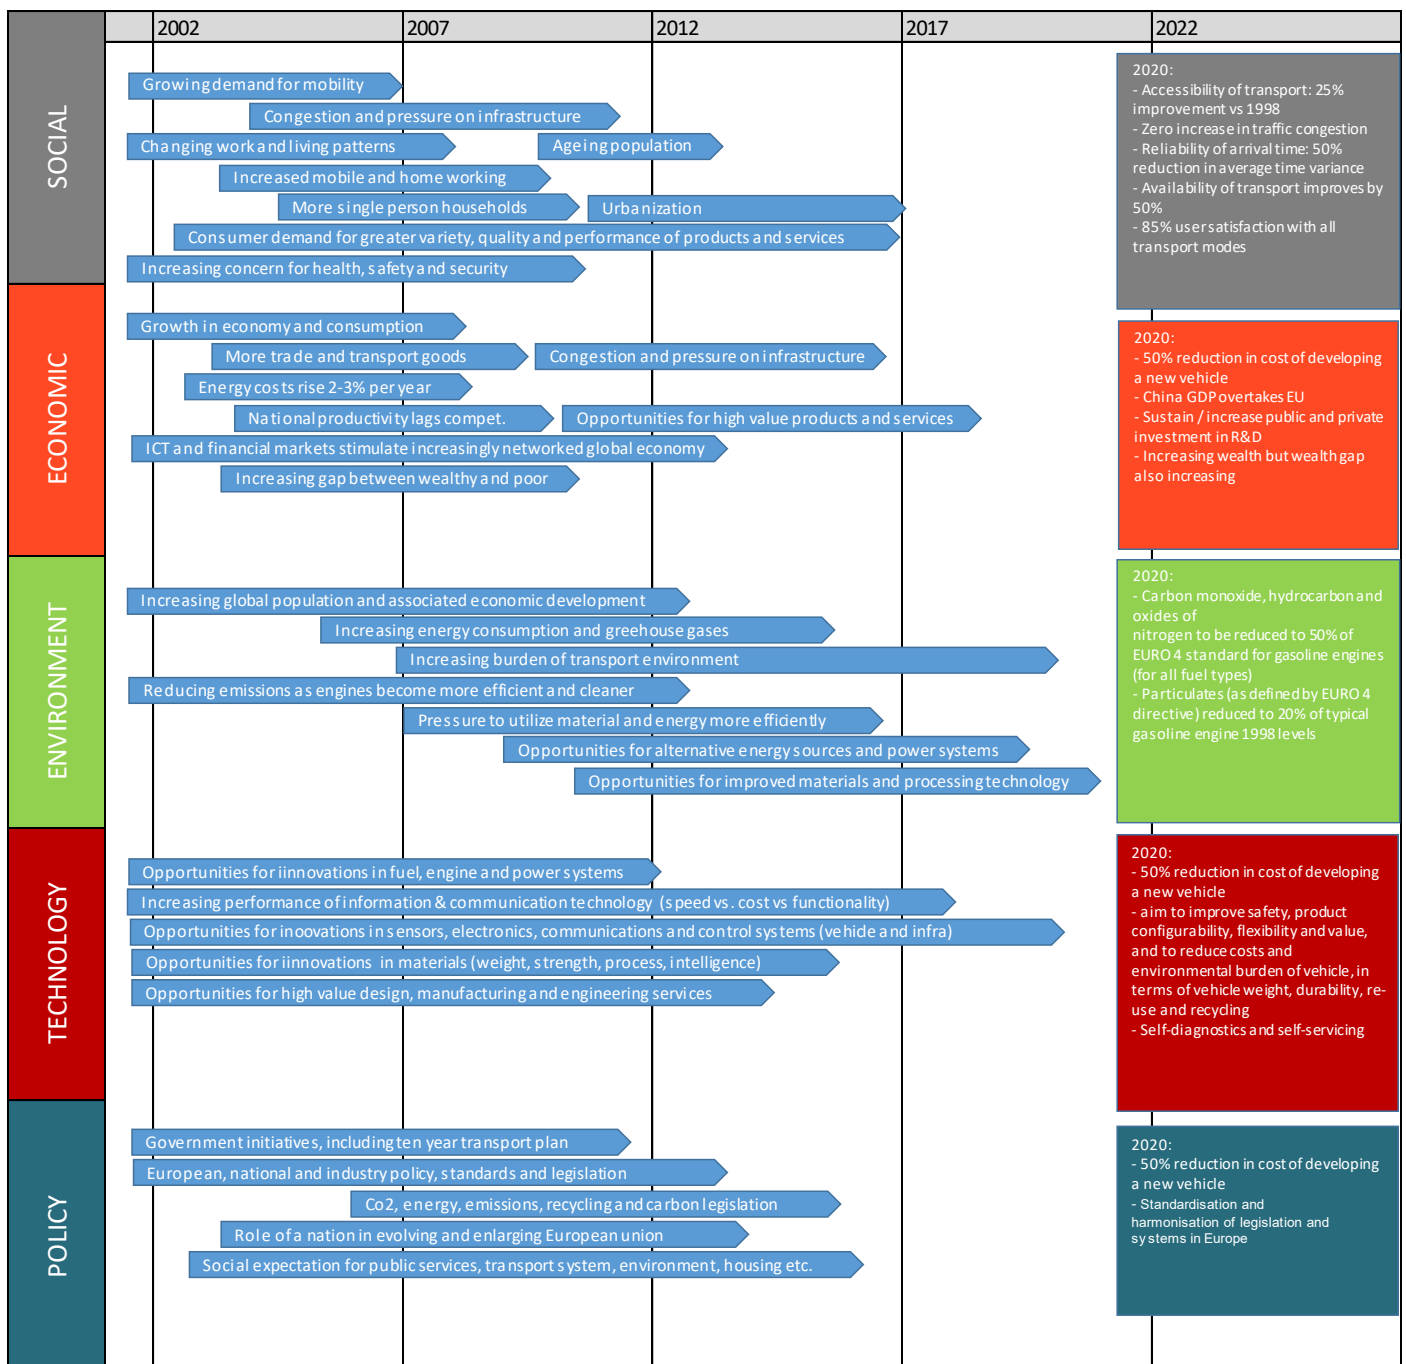 2002
2007
2012
2017
2022
SOCIAL
Growing demand for mobility
Congestion and pressure on infrastructure
Changing work and living patterns
Ageing population
Increased mobile and home working
More single person households
Urbanization
Consumer demand for greater variety, quality and performance of products and services
Increasing concern for health, safety and security
2020:
- Accessibility of transport: 25%
improvement vs 1998
- Zero increase in traffic congestion
- Reliability of arrival time: 50%
reduction in average time variance
- Availability of transport improves by
50%
- 85% user satisfaction with all
transport modes
ECONOMIC
Growth in economy and consumption
More trade and transport goods
Congestion and pressure on infrastructure
Energy costs rise 2-3% per year
National productivity lags compet.
Opportunities for high value products and services
ICT and financial markets stimulate increasingly networked global economy
Increasing gap between wealthy and poor
2020:
- 50% reduction in cost of developing
a new vehicle
- China GDP overtakes EU
- Sustain / increase public and private
investment in R&D
- Increasing wealth but wealth gap
also increasing
ENVIRONMENT
Increasing global population and associated economic development
Increasing energy consumption and greehouse gases
Increasing burden of transport environment
Reducing emissions as engines become more efficient and cleaner
Pressure to utilize material and energy more efficiently
Opportunities for alternative energy sources and power systems
Opportunities for improved materials and processing technology
2020:
- Carbon monoxide, hydrocarbon and
oxides of
nitrogen to be reduced to 50% of
EURO 4 standard for gasoline engines
(for all fuel types)
- Particulates (as defined by EURO 4
directive) reduced to 20% of typical
gasoline engine 1998 levels
TECHNOLOGY
Opportunities for iinnovations in fuel, engine and power systems
Increasing performance of information & communication technology (speed vs. cost vs functionality)
Opportunities for inoovations in sensors, electronics, communications and control systems (vehicle and infra)
Opportunities for iinnovations in materials (weight, strength, process, intelligence)
Opportunities for high value design, manufacturing and engineering services
2020:
- 50% reduction in cost of developing
a new vehicle
- aim to improve safety, product
configurability, flexibility and value,
and to reduce costs and
environmental burden of vehicle, in
terms of vehicle weight, durability, re-
use and recycling
- Self-diagnostics and self-servicing
POLICY
Government initiatives, including ten year transport plan
European, national and industry policy, standards and legislation
Co2, energy, emissions, recycling and carbon legislation
Role of a nation in evolving and enlarging European union
Social expectation for public services, transport system, environment, housing etc.
2020:
- 50% reduction in cost of developing
a new vehicle
- Standardisation and
harmonisation of legislation and
systems in Europe